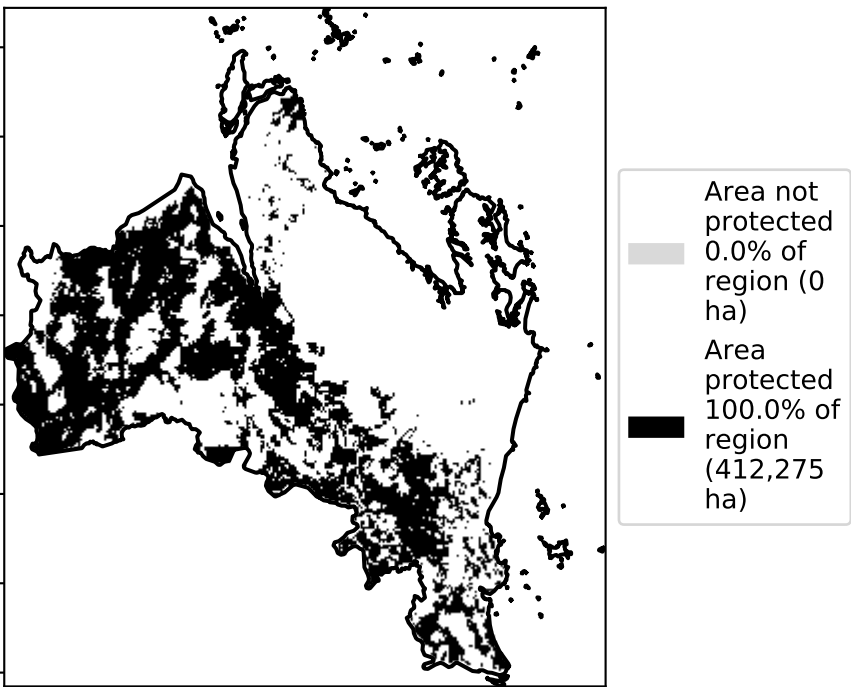 Area not
protected
0.0% of
region (0
ha)
Area
protected
100.0% of
region
(412,275
ha)